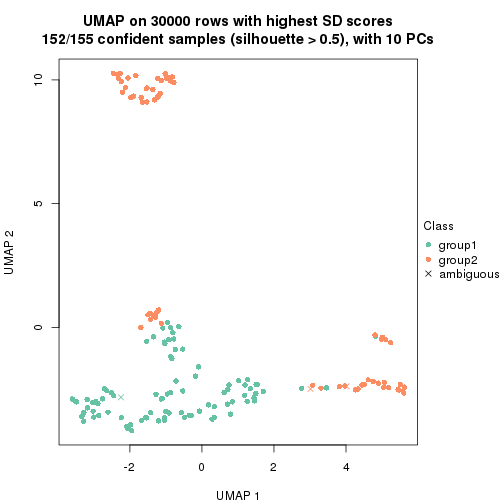 UMAP on 30000 rows with highest SD scores
152/155 confident samples (silhouette > 0.5), with 10 PCs
10
5
0
UMAP 2
-2
0
2
4
UMAP 1
Class
group1
group2
ambiguous